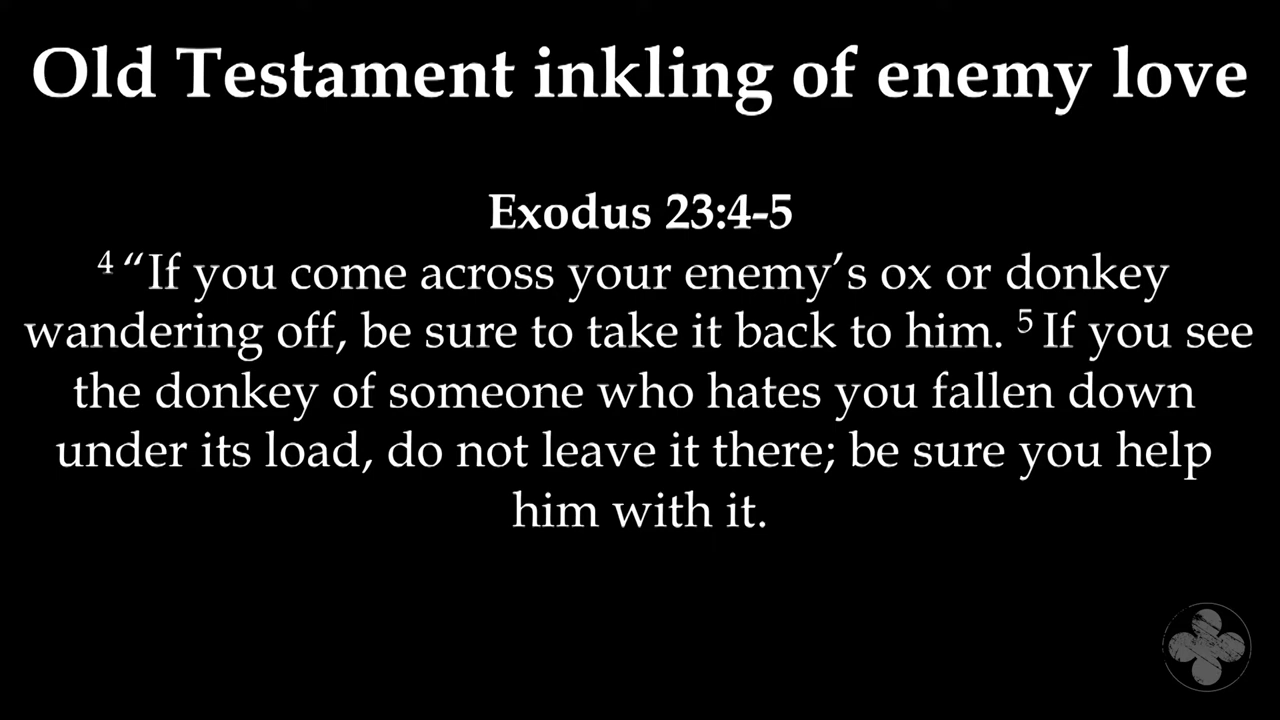 Old Testament inkling of enemy love
Exodus 23:4-5
4 “If you come across your enemy’s ox or donkey
wandering off, be sure to take it back to him. 5 If you see
the donkey of someone who hates you fallen down
under its load, do not leave it there; be sure you help
him with it.